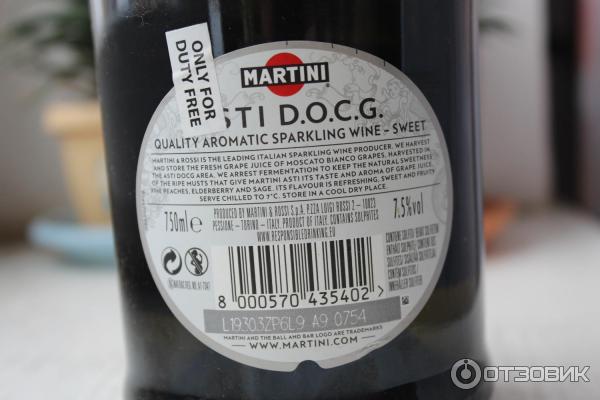 ONLY FOR
DUTY FREE
MARTINI
STI D.O.C.G.
QUALITY AROMATIC SPARKLING WINE – SWEET
MARTINI & ROSSI IS THE LEADING ITALIAN SPARKLING WINE PRODUCER. WE HARVEST
AND STORE THE FRESH GRAPE JUICE OF MOSCATO BIANCO GRAPES, HARVESTED IN
THE ASTI DOCG AREA. WE ARREST FERMENTATION TO KEEP THE NATURAL SWEETNESS
OF THE RIPE MUSTS THAT GIVE MARTINI ASTI ITS TASTE AND AROMA OF GRAPE JUICE,
VINE PEACHES, ELDERBERRY AND SAGE. ITS FLAVOUR IS REFRESHING, SWEET AND FRUITY
SERVE CHILLED TO 7°C. STORE IN A COOL DRY PLACE.
750ml e
PRODUCED BY MARTINI & ROSSI S.p.A. P.ZZA LUIGI ROSSI 2 – 10023
PESSIONE – TORINO – ITALY. PRODUCT OF ITALY. CONTAINS SULPHITES
WWW.RESPONSIBLEDRINKING.EU
7.5%vol
8 000570 435402 >
L19303ZP6L9 A9 0754
MARTINI AND THE BALL AND BAR LOGO ARE TRADEMARKS
– WWW.MARTINI.COM –
ОТЗОВИК